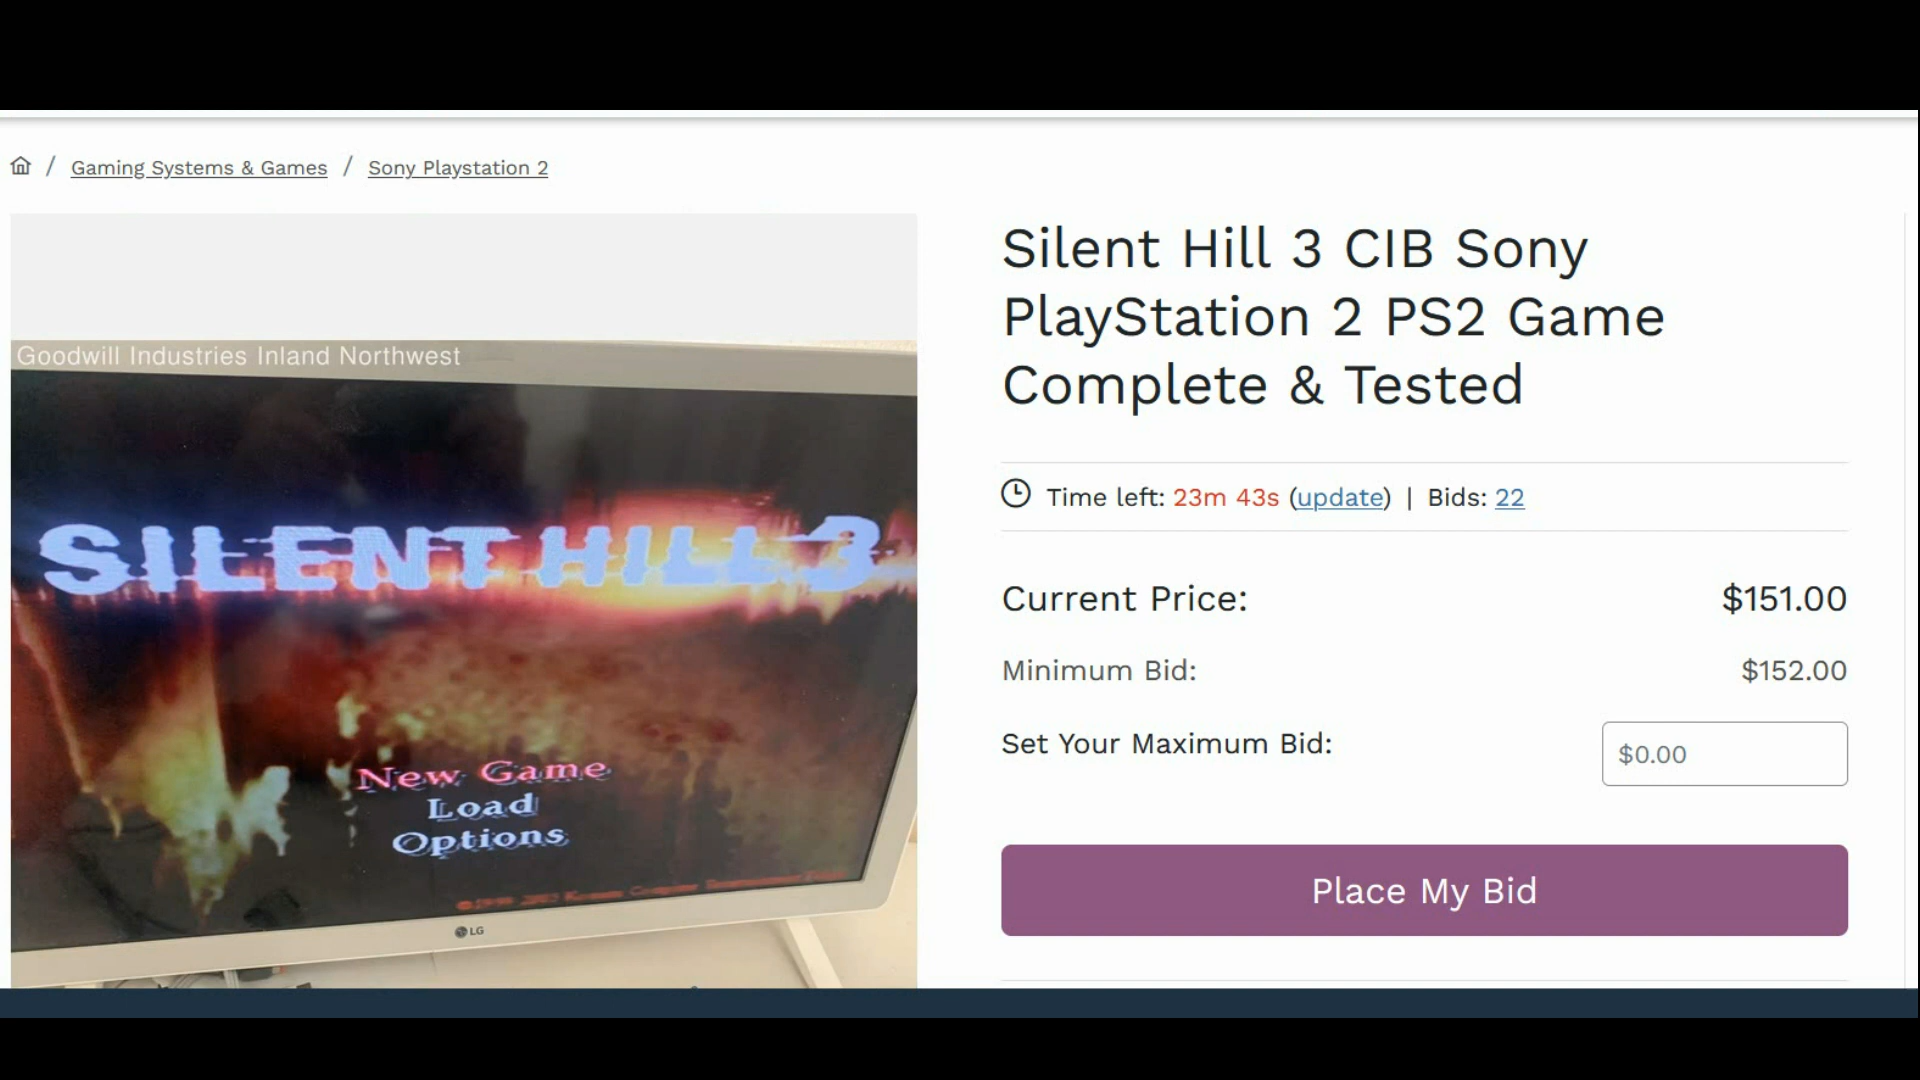 Gaming Systems & Games / Sony Playstation 2
Goodwill Industries Inland Northwest
SILENT HILL 3
New Game
Load
Options
LG
Silent Hill 3 CIB Sony
PlayStation 2 PS2 Game
Complete & Tested
Time left: 23m 43s (update) | Bids: 22
Current Price: $151.00
Minimum Bid: $152.00
Set Your Maximum Bid: $0.00
Place My Bid